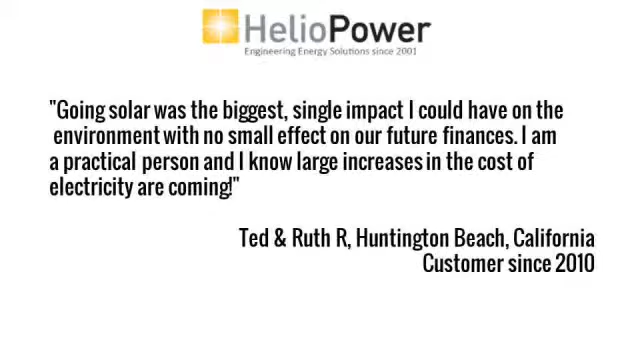 HelioPower
Engineering Energy Solutions since 2001
"Going solar was the biggest, single impact I could have on the
environment with no small effect on our future finances. I am
a practical person and I know large increases in the cost of
electricity are coming!"
Ted & Ruth R, Huntington Beach, California
Customer since 2010